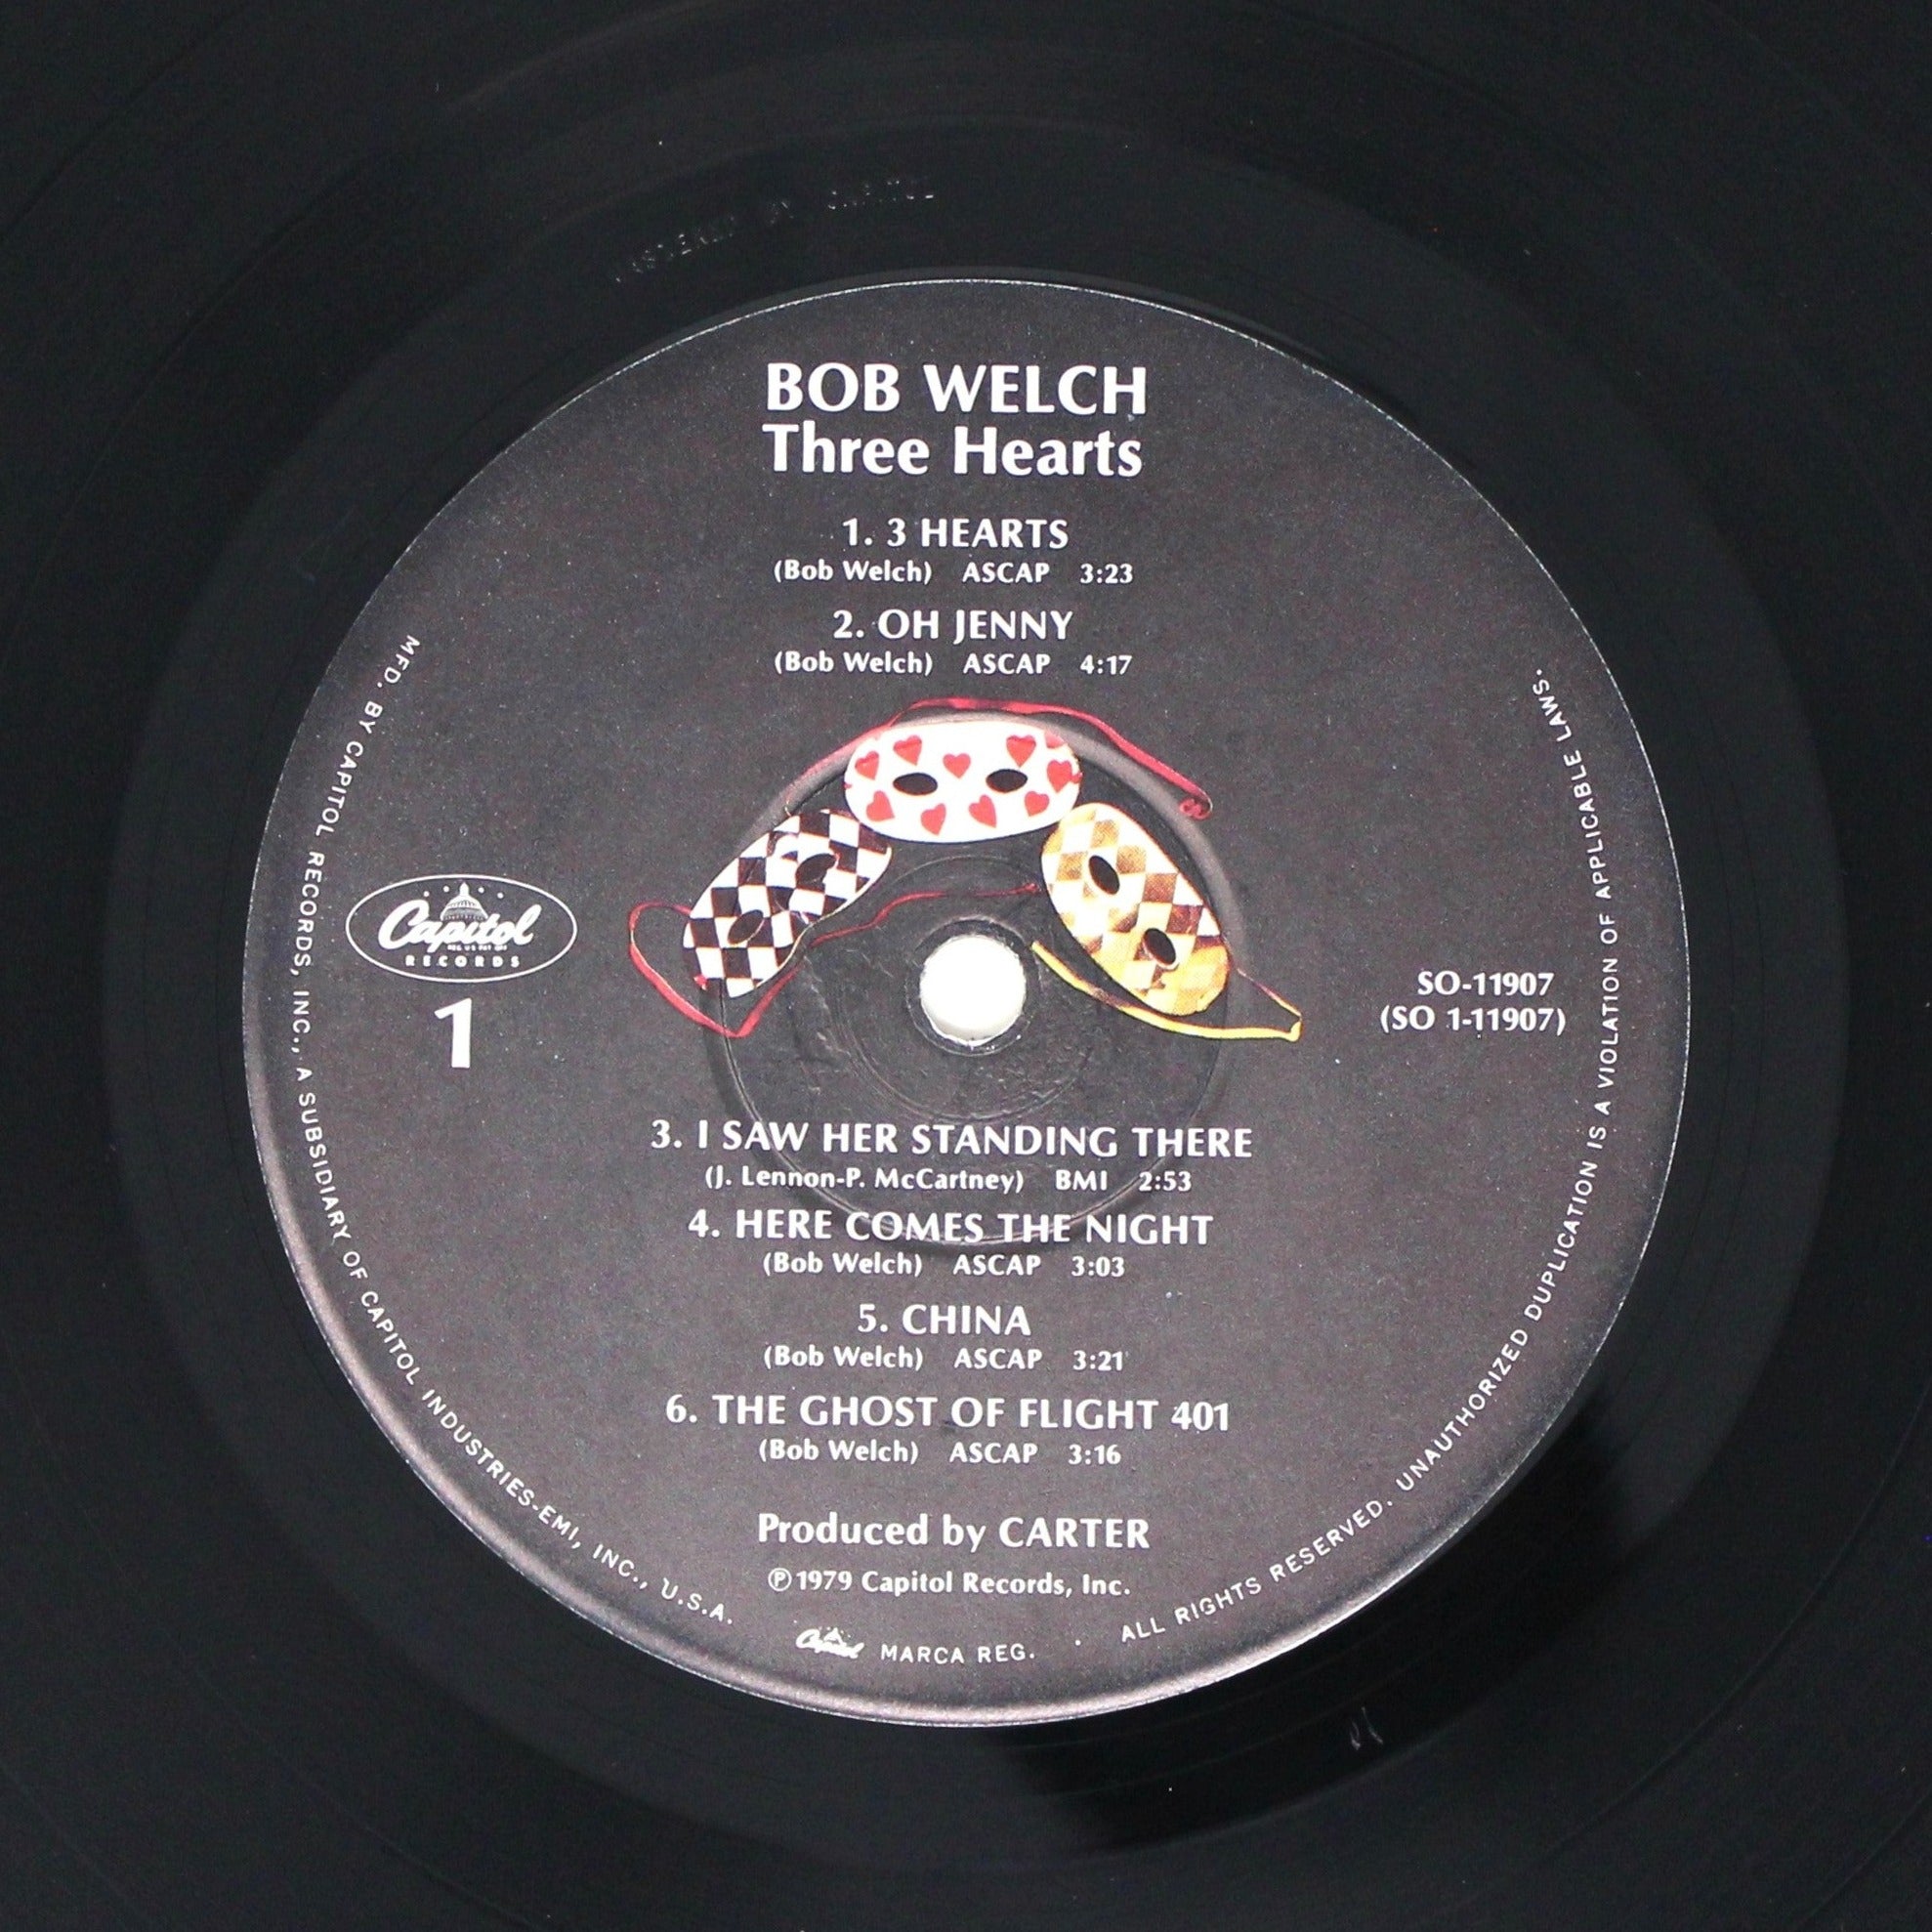 MASTERED BY CAPITOL
BOB WELCH
Three Hearts
1. 3 HEARTS
(Bob Welch) ASCAP 3:23
2. OH JENNY
(Bob Welch) ASCAP 4:17
Capitol
RECORDS
1
SO-11907
(SO 1-11907)
3. I SAW HER STANDING THERE
(J. Lennon-P. McCartney) BMI 2:53
4. HERE COMES THE NIGHT
(Bob Welch) ASCAP 3:03
5. CHINA
(Bob Welch) ASCAP 3:21
6. THE GHOST OF FLIGHT 401
(Bob Welch) ASCAP 3:16
Produced by CARTER
℗1979 Capitol Records, Inc.
MFD. BY CAPITOL RECORDS, INC., A SUBSIDIARY OF CAPITOL INDUSTRIES-EMI, INC., U.S.A.
Capitol MARCA REG. · ALL RIGHTS RESERVED. UNAUTHORIZED DUPLICATION IS A VIOLATION OF APPLICABLE LAWS.